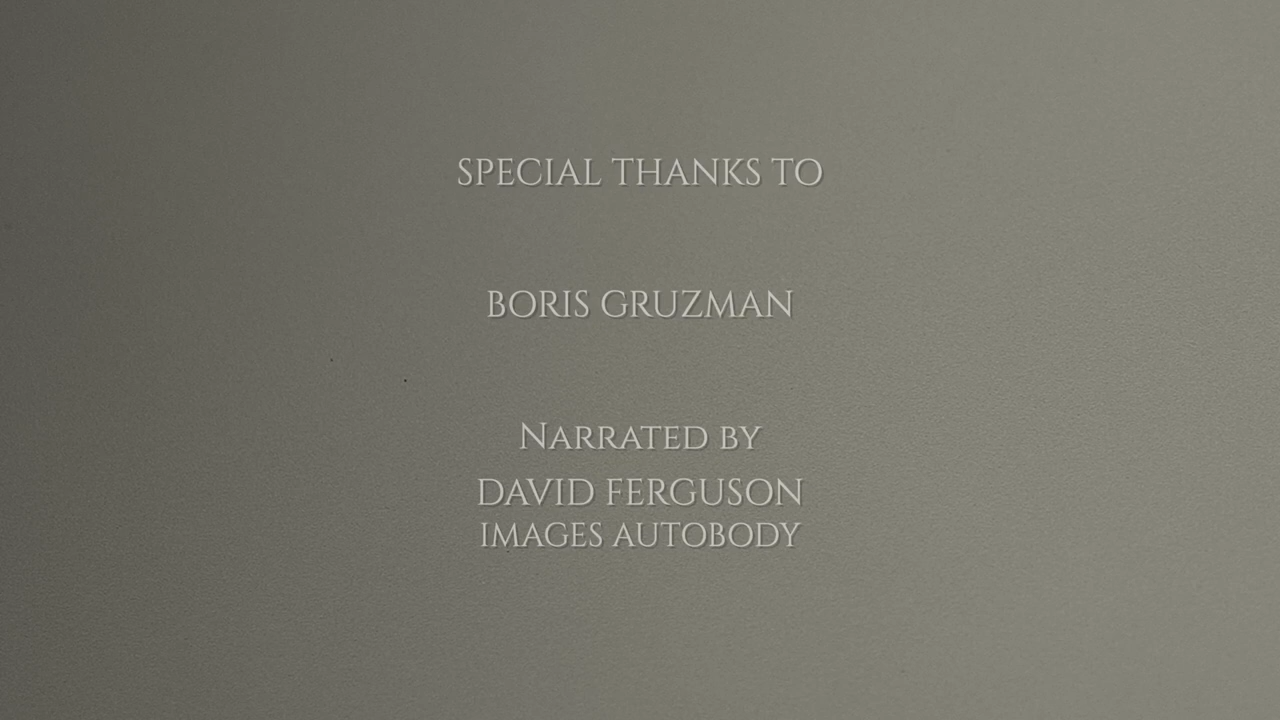 SPECIAL THANKS TO
BORIS GRUZMAN
NARRATED BY
DAVID FERGUSON
IMAGES AUTOBODY